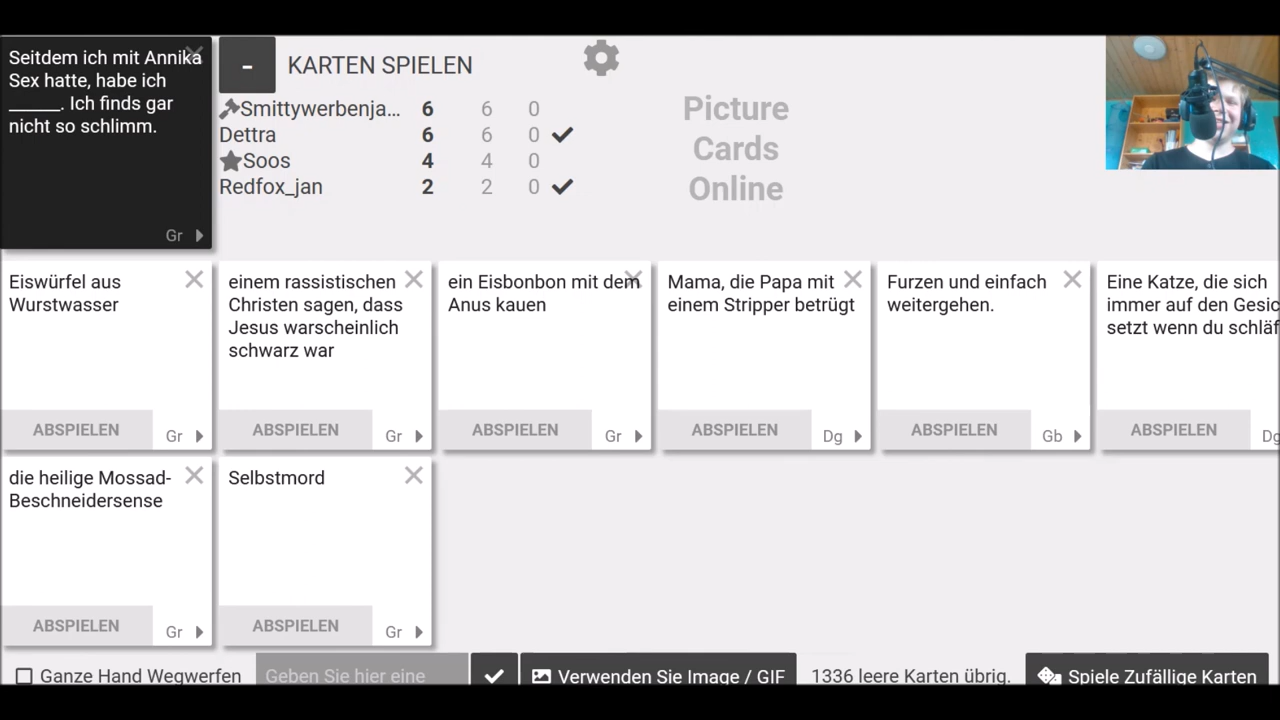 Seitdem ich mit Annika
Sex hatte, habe ich
______. Ich finds gar
nicht so schlimm.
Gr
-
KARTEN SPIELEN
Smittywerbenja... 6 6 0
Dettra 6 6 0
Soos 4 4 0
Redfox_jan 2 2 0
Picture
Cards
Online
Eiswürfel aus
Wurstwasser
ABSPIELEN
Gr
einem rassistischen
Christen sagen, dass
Jesus warscheinlich
schwarz war
ABSPIELEN
Gr
ein Eisbonbon mit dem
Anus kauen
ABSPIELEN
Gr
Mama, die Papa mit
einem Stripper betrügt
ABSPIELEN
Dg
Furzen und einfach
weitergehen.
ABSPIELEN
Gb
Eine Katze, die sich
immer auf den Gesic
setzt wenn du schläf
ABSPIELEN
Dg
die heilige Mossad-
Beschneidersense
ABSPIELEN
Gr
Selbstmord
ABSPIELEN
Gr
Ganze Hand Wegwerfen
Geben Sie hier eine
Verwenden Sie Image / GIF
1336 leere Karten übrig.
Spiele Zufällige Karten